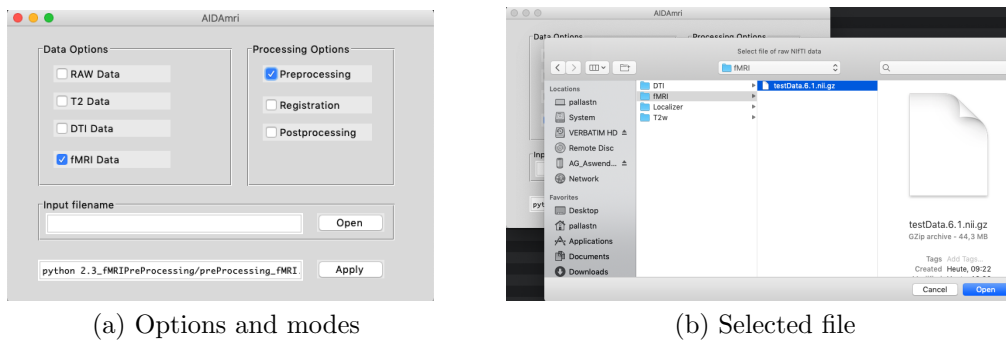 AIDAmri
Data Options
RAW Data
T2 Data
DTI Data
fMRI Data
Processing Options
Preprocessing
Registration
Postprocessing
Input filename
Open
python 2.3_fMRIPreProcessing/preProcessing_fMRI.
Apply
(a) Options and modes
AIDAmri
Data Options
Processing Options
Select file of raw NIfTI data
fMRI
Locations
pallastn
System
VERBATIM HD
Remote Disc
AG_Aswend...
Network
Favorites
Desktop
pallastn
Applications
Documents
Downloads
DTI
fMRI
Localizer
T2w
testData.6.1.nii.gz
testData.6.1.nii.gz
GZip archive - 44,3 MB
Tags Add Tags...
Created Heute, 09:22
Inp
pyt
Cancel
Open
(b) Selected file